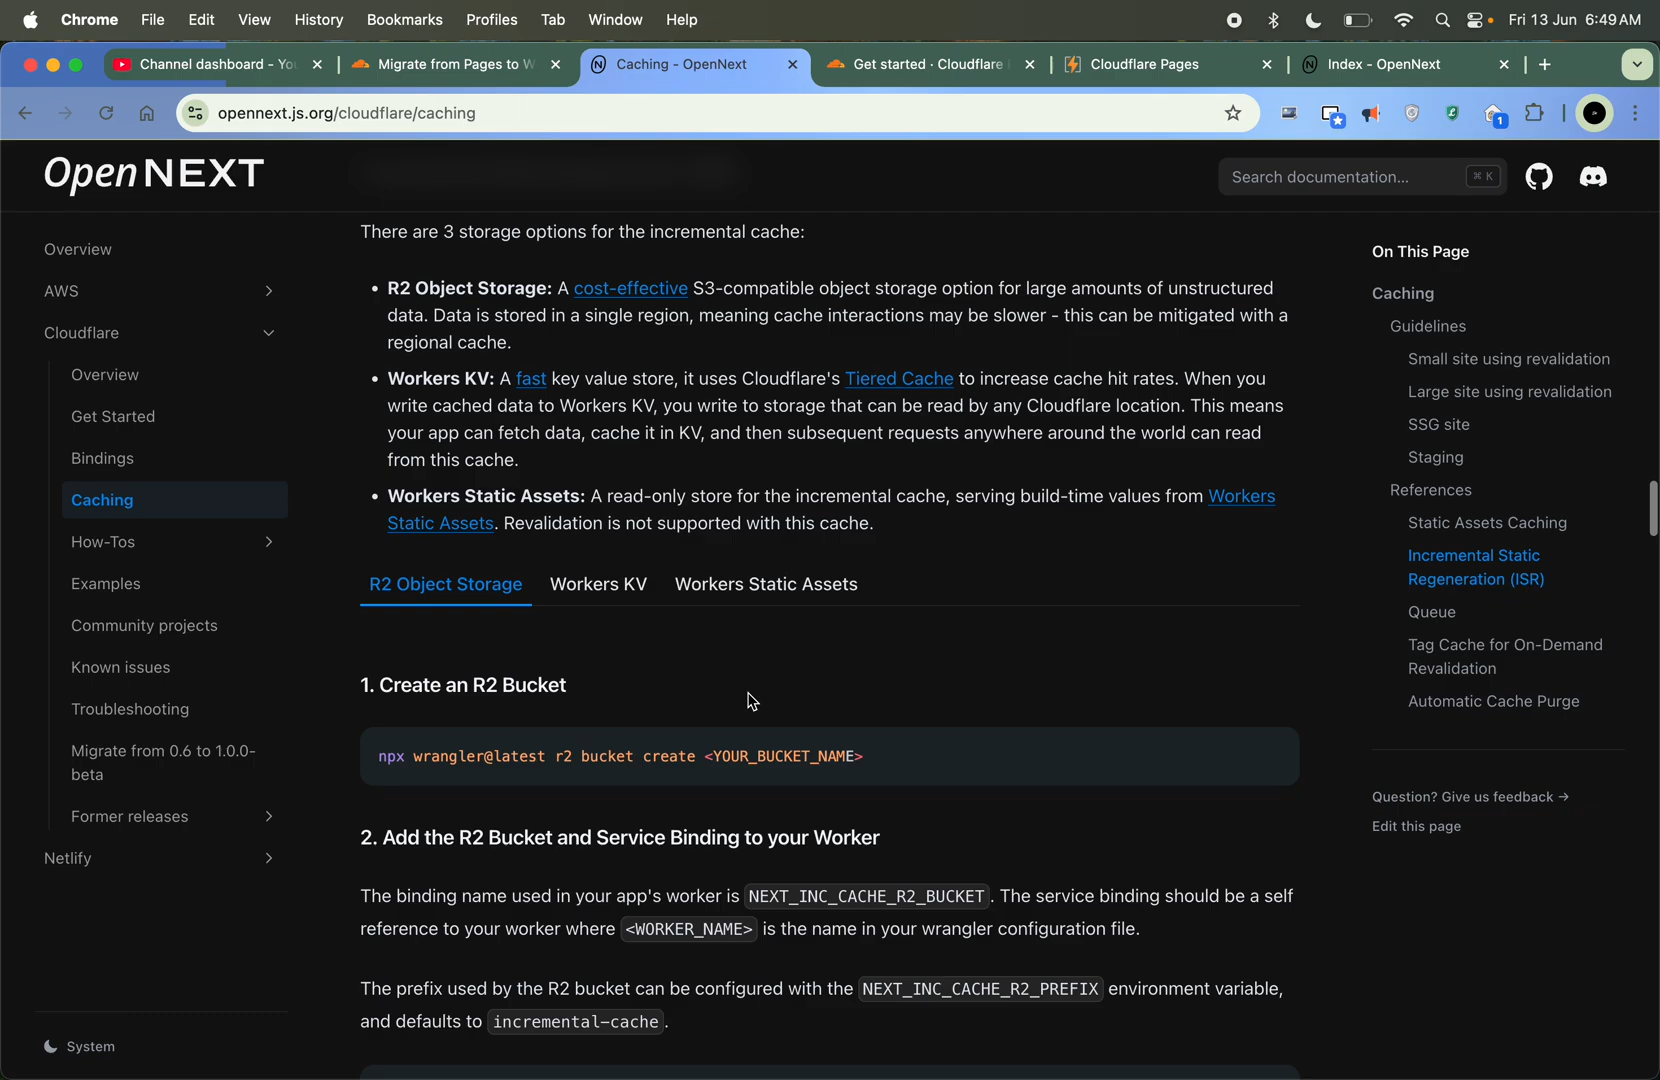 Chrome File Edit View History Bookmarks Profiles Tab Window Help Fri 13 Jun 6:49 AM
Channel dashboard - Yo Migrate from Pages to W Caching - OpenNext Get started · Cloudflare Cloudflare Pages Index - OpenNext
opennext.js.org/cloudflare/caching 1
Open NEXT
Search documentation... ⌘ K
Overview
AWS
Cloudflare
Overview
Get Started
Bindings
Caching
How-Tos
Examples
Community projects
Known issues
Troubleshooting
Migrate from 0.6 to 1.0.0-
beta
Former releases
Netlify
System
There are 3 storage options for the incremental cache:
• R2 Object Storage: A cost-effective S3-compatible object storage option for large amounts of unstructured
data. Data is stored in a single region, meaning cache interactions may be slower - this can be mitigated with a
regional cache.
• Workers KV: A fast key value store, it uses Cloudflare's Tiered Cache to increase cache hit rates. When you
write cached data to Workers KV, you write to storage that can be read by any Cloudflare location. This means
your app can fetch data, cache it in KV, and then subsequent requests anywhere around the world can read
from this cache.
• Workers Static Assets: A read-only store for the incremental cache, serving build-time values from Workers
Static Assets. Revalidation is not supported with this cache.
R2 Object Storage Workers KV Workers Static Assets
1. Create an R2 Bucket
npx wrangler@latest r2 bucket create <YOUR_BUCKET_NAME>
2. Add the R2 Bucket and Service Binding to your Worker
The binding name used in your app's worker is NEXT_INC_CACHE_R2_BUCKET. The service binding should be a self
reference to your worker where <WORKER_NAME> is the name in your wrangler configuration file.
The prefix used by the R2 bucket can be configured with the NEXT_INC_CACHE_R2_PREFIX environment variable,
and defaults to incremental-cache.
On This Page
Caching
Guidelines
Small site using revalidation
Large site using revalidation
SSG site
Staging
References
Static Assets Caching
Incremental Static
Regeneration (ISR)
Queue
Tag Cache for On-Demand
Revalidation
Automatic Cache Purge
Question? Give us feedback →
Edit this page